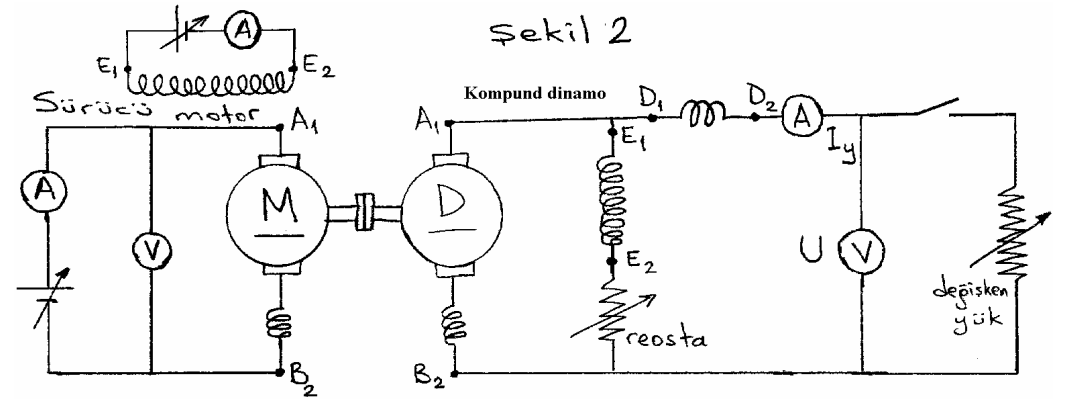 Şekil 2
A
E1
E2
Sürücü motor
Kompund dinamo
A1
A1
D1
D2
A
Iy
E1
A
V
M
D
U
V
E2
değişken
yük
reosta
B2
B2